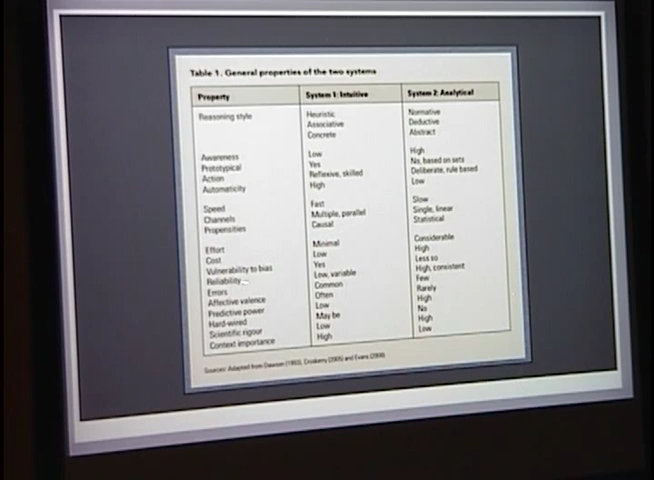 Table 1. General properties of the two systems
Property System 1: Intuitive System 2: Analytical
Reasoning style Heuristic Normative
Associative Deductive
Concrete Abstract
Awareness Low High
Prototypical Yes No, based on sets
Action Reflexive, skilled Deliberate, rule based
Automaticity High Low
Speed Fast Slow
Channels Multiple, parallel Single, linear
Propensities Causal Statistical
Effort Minimal Considerable
Cost Low High
Vulnerability to bias Yes Less so
Reliability Low, variable High, consistent
Errors Common Few
Affective valence Often Rarely
Predictive power Low High
Hard-wired May be No
Scientific rigour Low High
Context importance High Low
Sources: Adapted from Dawson (1993), Croskerry (2005) and Evans (2008)